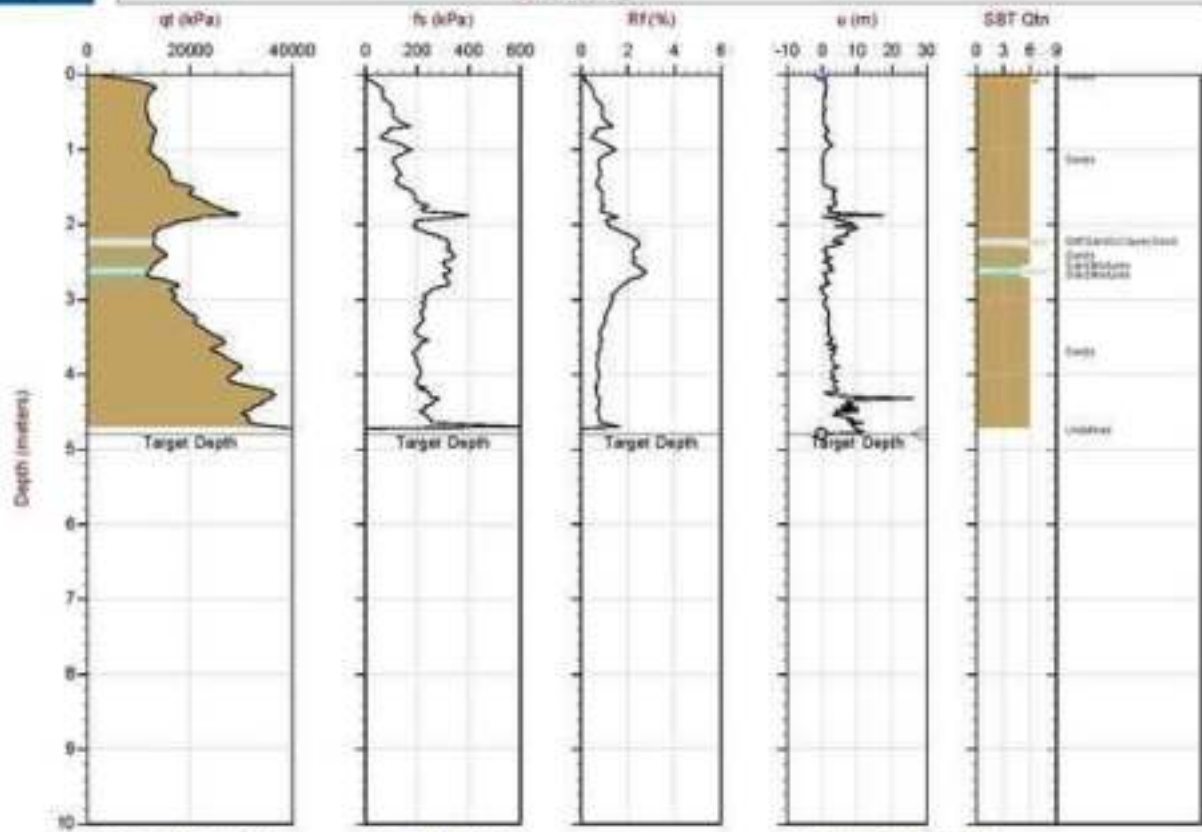 qt (kPa) fs (kPa) Rf (%) u (m) SBT Qtn
0 20000 40000 0 200 400 600 0 2 4 6 -10 0 10 20 30 0 3 6 9
0
1
Sands
2
Sands
3
Sands
4
Undefined
Target Depth Target Depth Target Depth
5
6
7
8
9
10
Depth (meters)